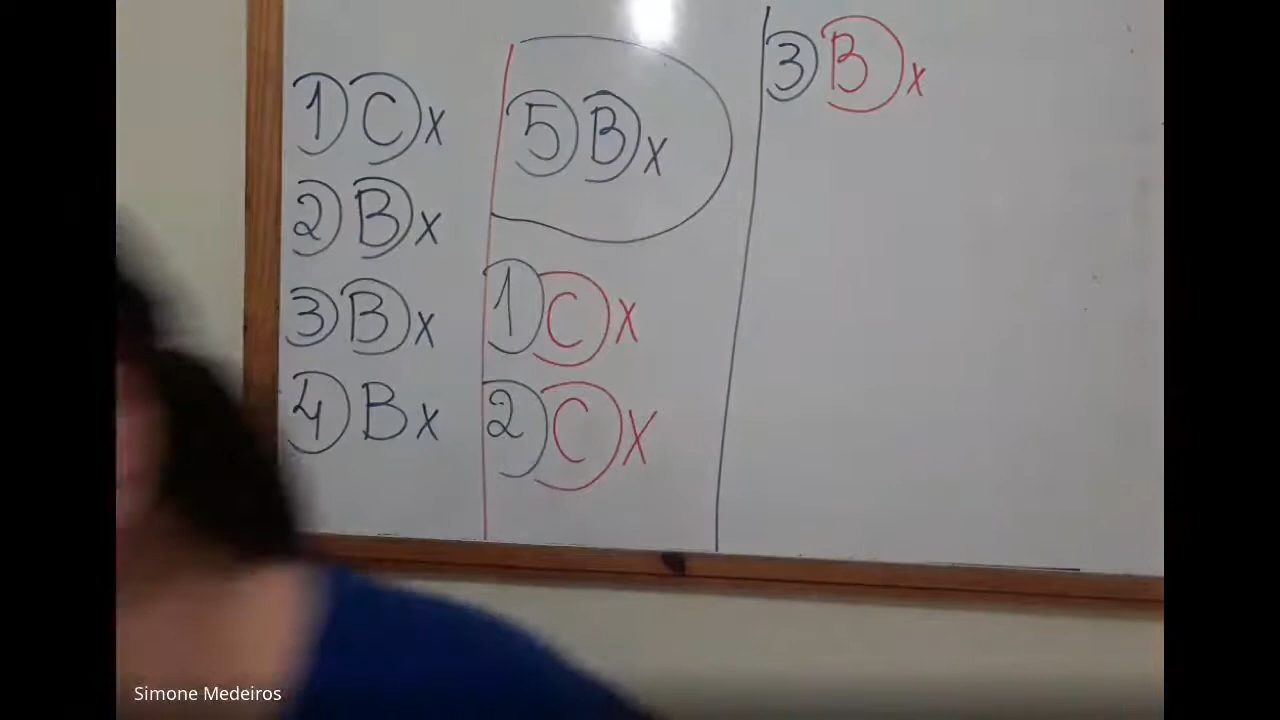 1) C) x
2) B) x
3) B) x
4) B x
5) B) x
1) C) x
2) C) x
3) B) x
Simone Medeiros